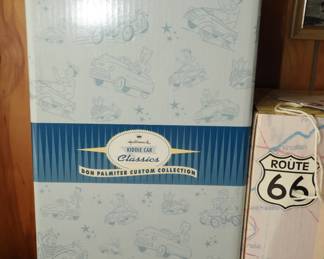 Hallmark
KIDDIE CAR
Classics
DON PALMITER CUSTOM COLLECTION
ROUTE
66